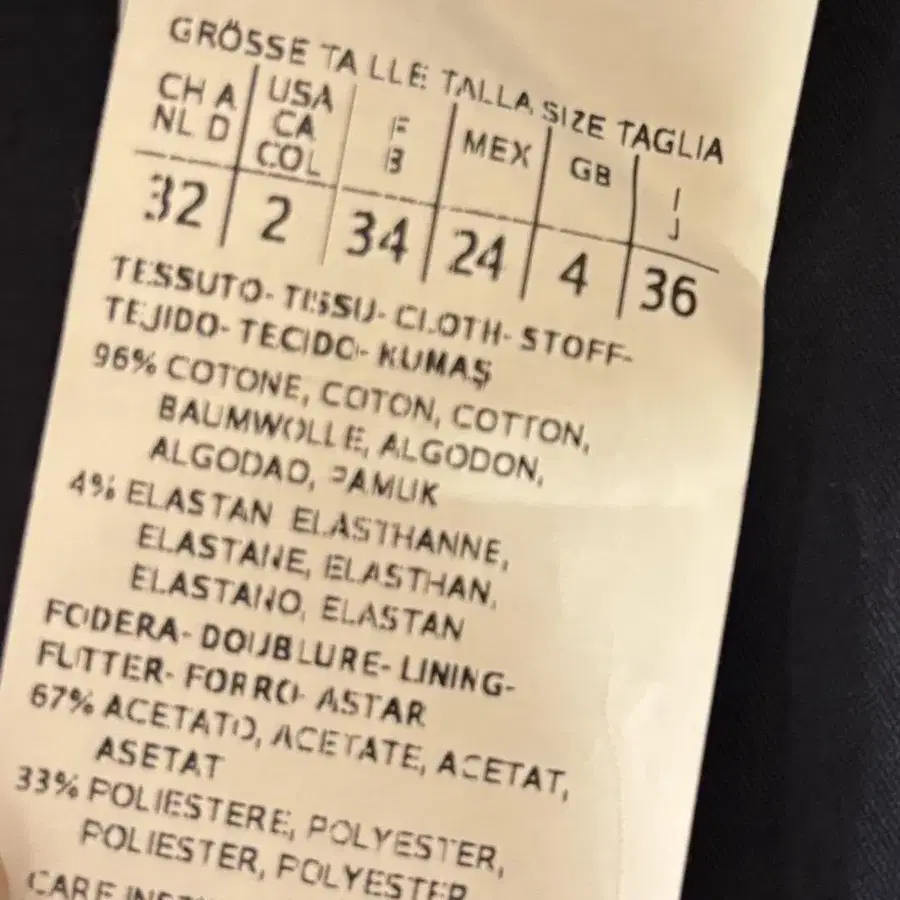 GRÖSSE TAILLE TALLA SIZE TAGLIA
CH A USA F MEX GB I
NL D CA B J
COL
32 2 34 24 4 36
TESSUTO- TISSU- CLOTH- STOFF-
TEJIDO- TECIDO- KUMAŞ
96% COTONE, COTON, COTTON,
BAUMWOLLE, ALGODON,
ALGODAO, PAMUK
4% ELASTAN ELASTHANNE,
ELASTANE, ELASTHAN,
ELASTANO, ELASTAN
FODERA- DOUBLURE- LINING-
FUTTER- FORRO- ASTAR
67% ACETATO, ACETATE, ACETAT,
ASETAT
33% POLIESTERE, POLYESTER,
POLIESTER, POLYESTER
CARE